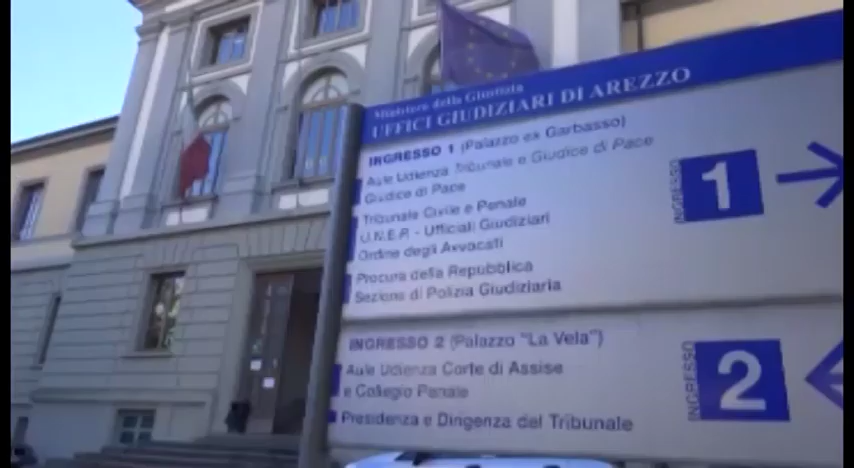 Ministero della Giustizia
UFFICI GIUDIZIARI DI AREZZO
INGRESSO 1 (Palazzo ex Garbasso)
Aule Udienza Tribunale e Giudice di Pace
Giudice di Pace
Tribunale Civile e Penale
U.N.E.P. - Ufficiali Giudiziari
Ordine degli Avvocati
Procura della Repubblica
Sezione di Polizia Giudiziaria
INGRESSO 1
INGRESSO 2 (Palazzo "La Vela")
Aule Udienza Corte di Assise
e Collegio Penale
Presidenza e Dirigenza del Tribunale
INGRESSO 2